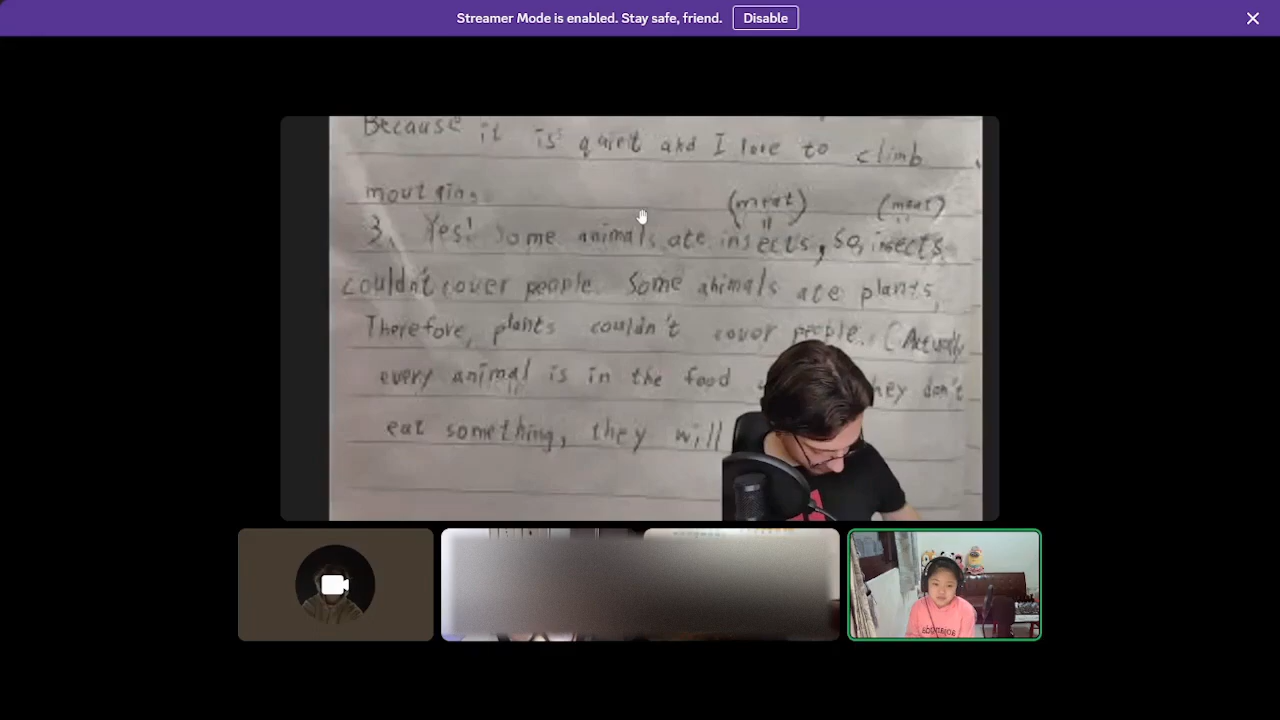 Streamer Mode is enabled. Stay safe, friend. Disable
Because it is quieit and I love to climb
moutains
(meat) (meat)
3. Yes! Some animals ate insects, so, insects
couldn't cover people. Some animals ate plants,
Therefore, plants couldn't cover people. (Actually
every animal is in the food hey don't
eat something, they will